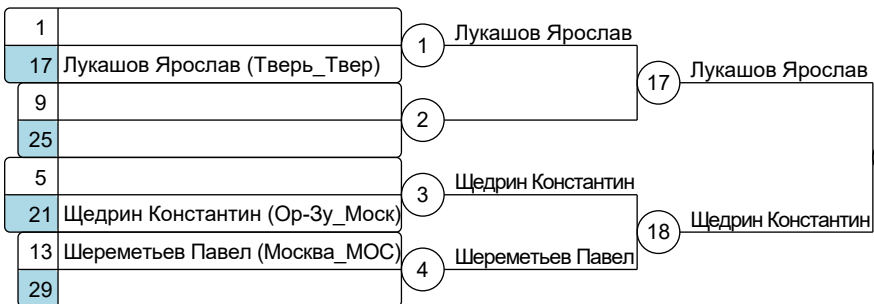 1
17 Лукашов Ярослав (Тверь_Твер)
9
25
5
21 Щедрин Константин (Ор-Зу_Моск)
13 Шереметьев Павел (Москва_МОС)
29
1 Лукашов Ярослав
2
3 Щедрин Константин
4 Шереметьев Павел
17 Лукашов Ярослав
18 Щедрин Константин